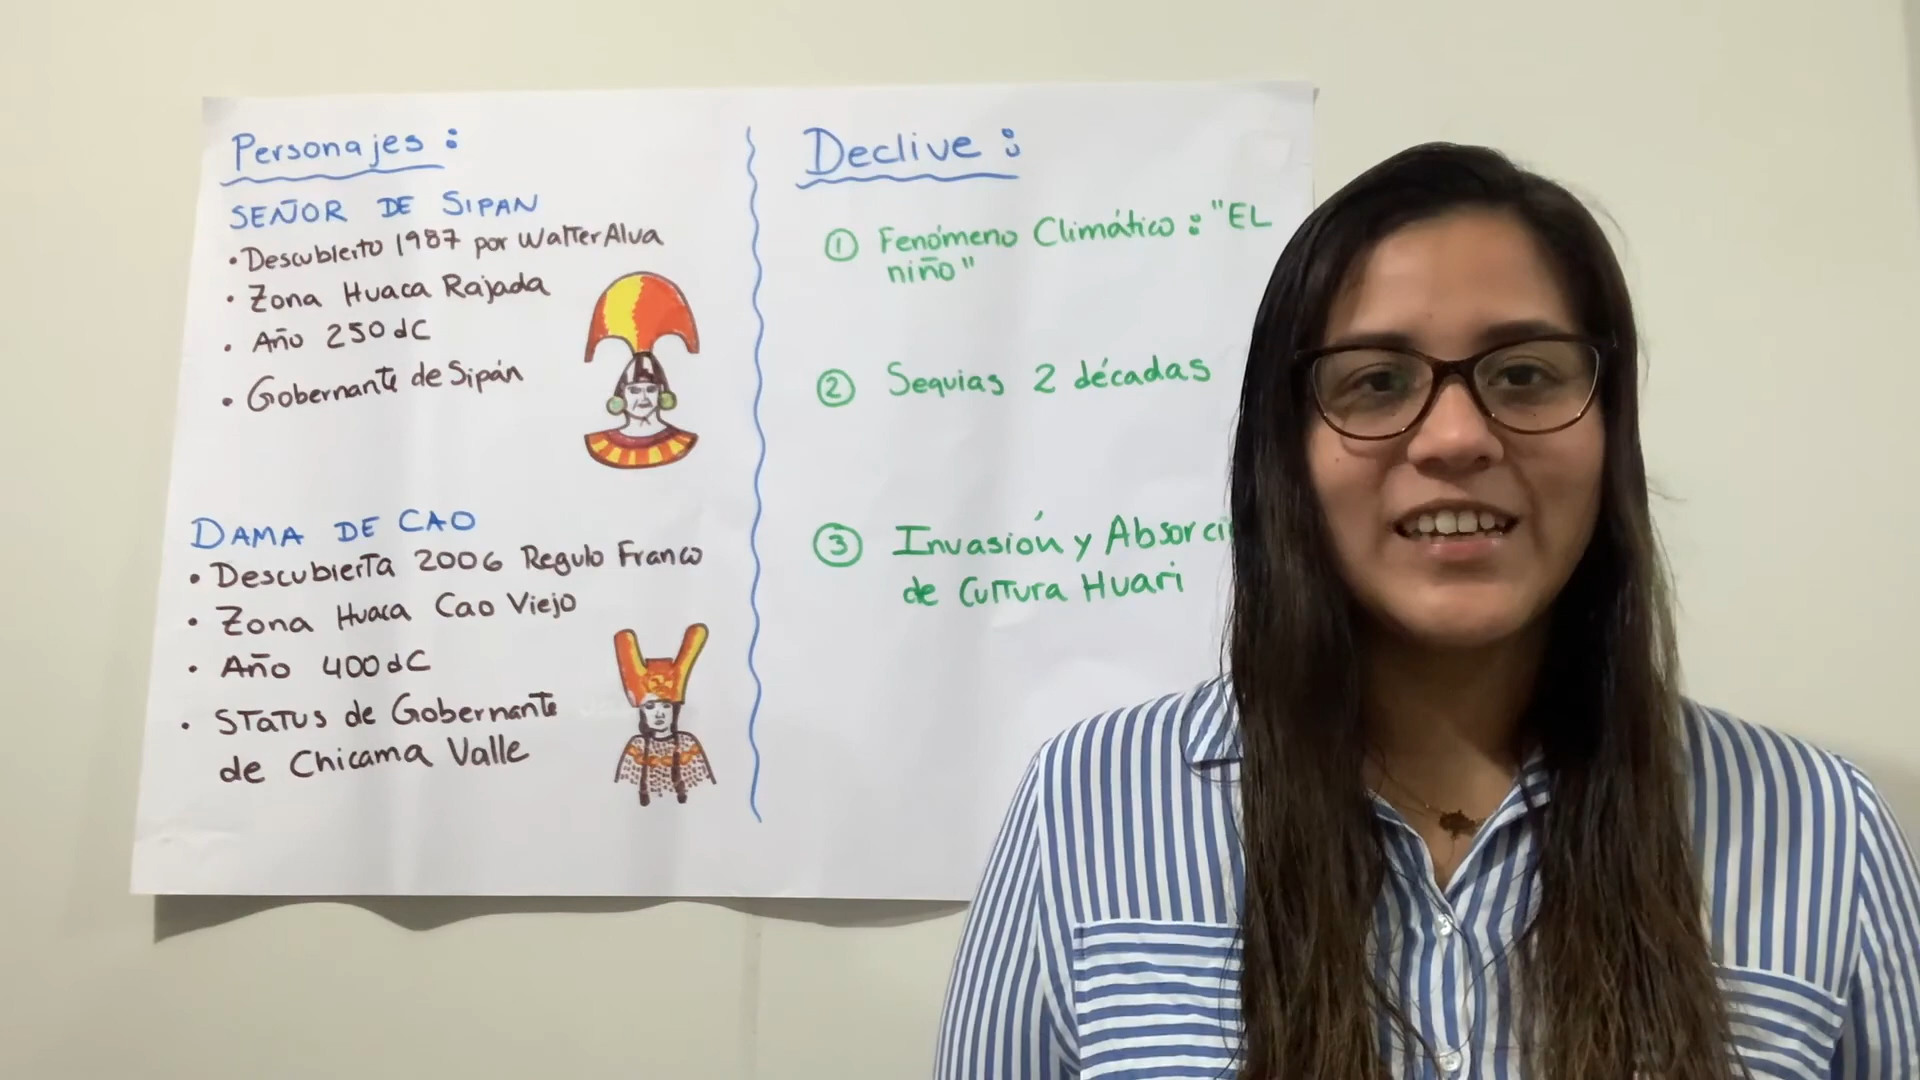 Personajes:
SEÑOR DE SIPAN
• Descubierto 1987 por Walter Alva
• Zona Huaca Rajada
• Año 250 dC
• Gobernante de Sipán
DAMA DE CAO
• Descubierta 2006 Regulo Franco
• Zona Huaca Cao Viejo
• Año 400 dC
• Status de Gobernante
de Chicama Valle
Declive:
① Fenómeno Climático: "EL
niño"
② Sequias 2 décadas
③ Invasión y Absorci
de Cultura Huari